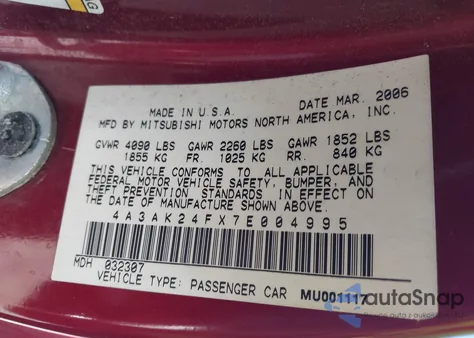 KG
MADE IN U.S.A. DATE MAR. 2006
MFD BY MITSUBISHI MOTORS NORTH AMERICA, INC.
GVWR 4090 LBS GAWR 2260 LBS GAWR 1852 LBS
1855 KG FR. 1025 KG RR. 840 KG
THIS VEHICLE CONFORMS TO ALL APPLICABLE
FEDERAL MOTOR VEHICLE SAFETY, BUMPER, AND
THEFT PREVENTION STANDARDS IN EFFECT ON
THE DATE OF MANUFACTURE SHOWN ABOVE.
4A3AK24FX7E004995
MDH 032307
VEHICLE TYPE: PASSENGER CAR MU001117
autaSnap